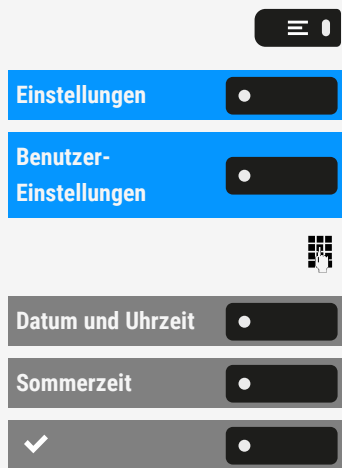 Einstellungen
Benutzer-
Einstellungen
Datum und Uhrzeit
Sommerzeit